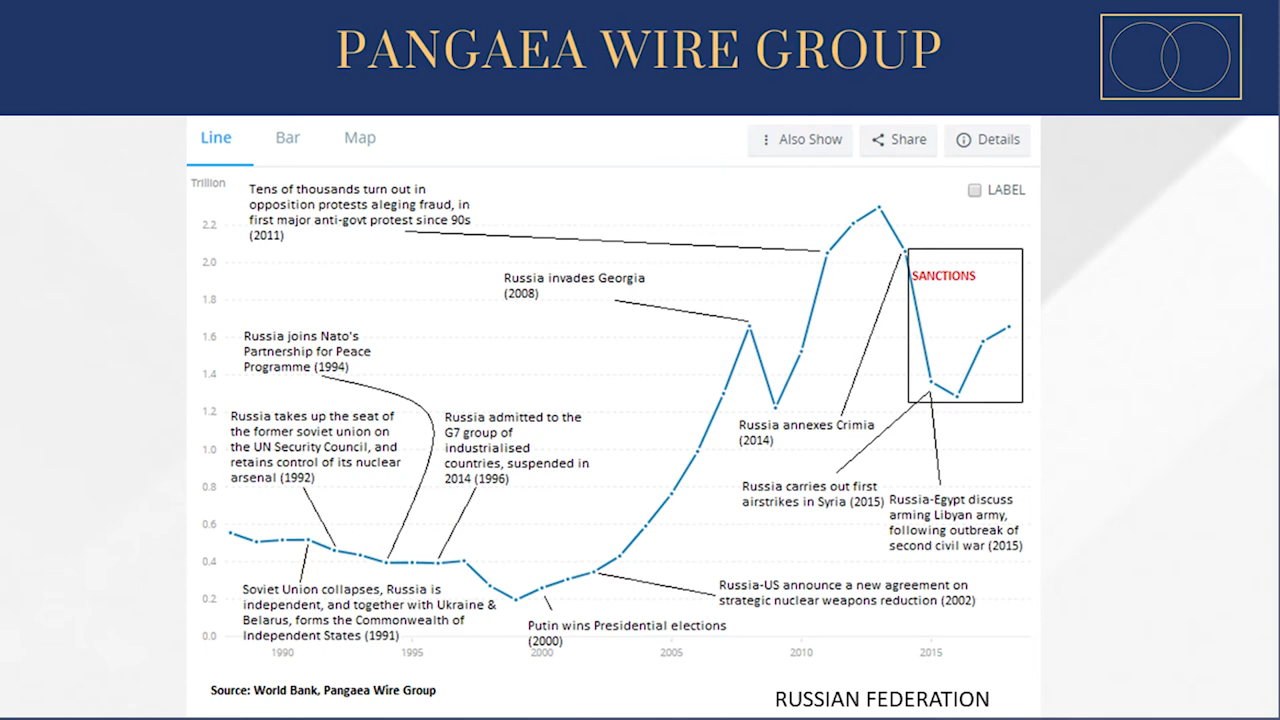 PANGAEA WIRE GROUP
Line
Bar
Map
Also Show
Share
Details
Trillion
LABEL
Tens of thousands turn out in
opposition protests aleging fraud, in
first major anti-govt protest since 90s
(2011)
2.2
2.0
SANCTIONS
Russia invades Georgia
(2008)
1.8
1.6
Russia joins Nato's
Partnership for Peace
Programme (1994)
1.4
1.2
Russia takes up the seat of
the former soviet union on
the UN Security Council, and
retains control of its nuclear
arsenal (1992)
Russia admitted to the
G7 group of
industrialised
countries, suspended in
2014 (1996)
Russia annexes Crimia
(2014)
1.0
0.8
Russia carries out first
airstrikes in Syria (2015)
Russia-Egypt discuss
arming Libyan army,
following outbreak of
second civil war (2015)
0.6
0.4
Soviet Union collapses, Russia is
independent, and together with Ukraine &
Belarus, forms the Commonwealth of
Independent States (1991)
Russia-US announce a new agreement on
strategic nuclear weapons reduction (2002)
0.2
Putin wins Presidential elections
(2000)
0.0
1990
1995
2000
2005
2010
2015
Source: World Bank, Pangaea Wire Group
RUSSIAN FEDERATION